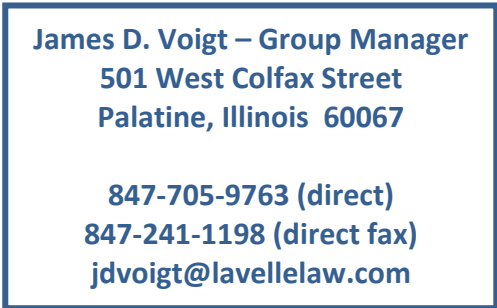 James D. Voigt – Group Manager
501 West Colfax Street
Palatine, Illinois  60067
847-705-9763 (direct)
847-241-1198 (direct fax)
jdvoigt@lavellelaw.com